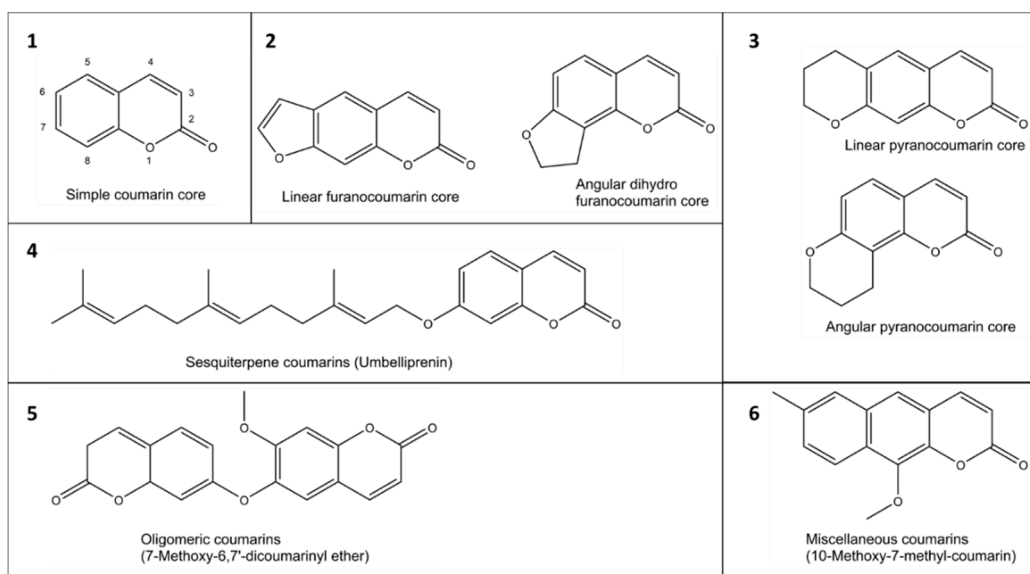 1
5
4
6
3
7
2
8
O
1
O
Simple coumarin core
2
O
O
O
Linear furanocoumarin core
O
O
O
Angular dihydro
furanocoumarin core
3
O
O
O
Linear pyranocoumarin core
O
O
O
Angular pyranocoumarin core
4
O
O
O
Sesquiterpene coumarins (Umbelliprenin)
5
O
O
O
O
O
O
Oligomeric coumarins
(7-Methoxy-6,7'-dicoumarinyl ether)
6
O
O
O
Miscellaneous coumarins
(10-Methoxy-7-methyl-coumarin)